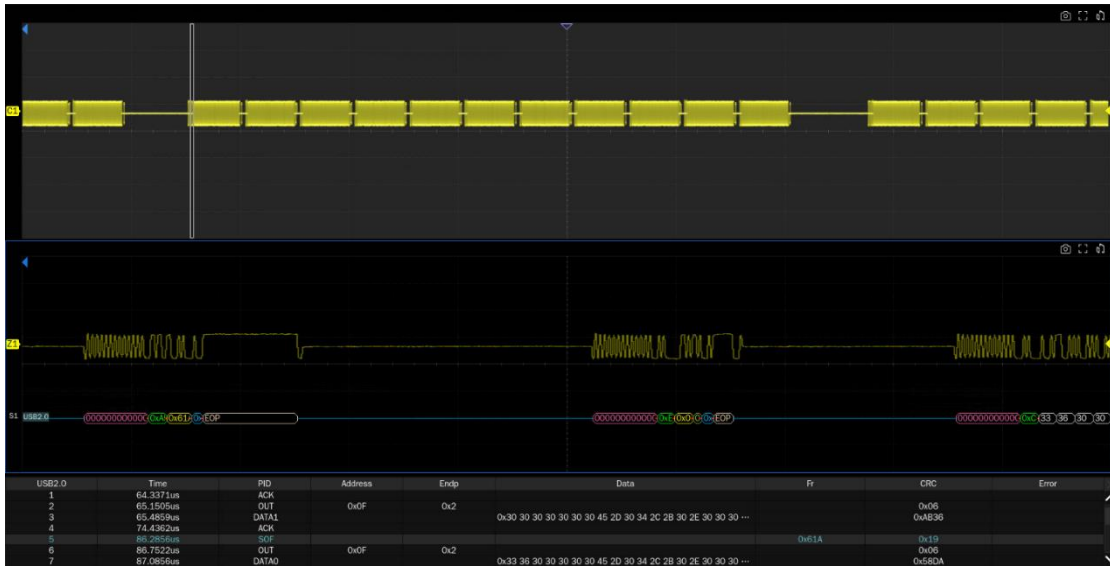 C1
Z1
S1 USB2.0
000000000000 0xA 0x61A 0x EOP 000000000000 0xE 0x0 0 0x EOP 000000000000 0xC 33 36 30 30
USB2.0 Time PID Address Endp Data Fr CRC Error
1 64.3371us ACK
2 65.1505us OUT 0x0F 0x2 0x06
3 65.4859us DATA1 0x30 30 30 30 30 30 30 45 2D 30 34 2C 2B 30 2E 30 30 30 ··· 0xAB36
4 74.4362us ACK
5 86.2856us SOF 0x61A 0x19
6 86.7522us OUT 0x0F 0x2 0x06
7 87.0856us DATA0 0x33 36 30 30 30 30 30 45 2D 30 34 2C 2B 30 2E 30 30 30 ··· 0x58DA